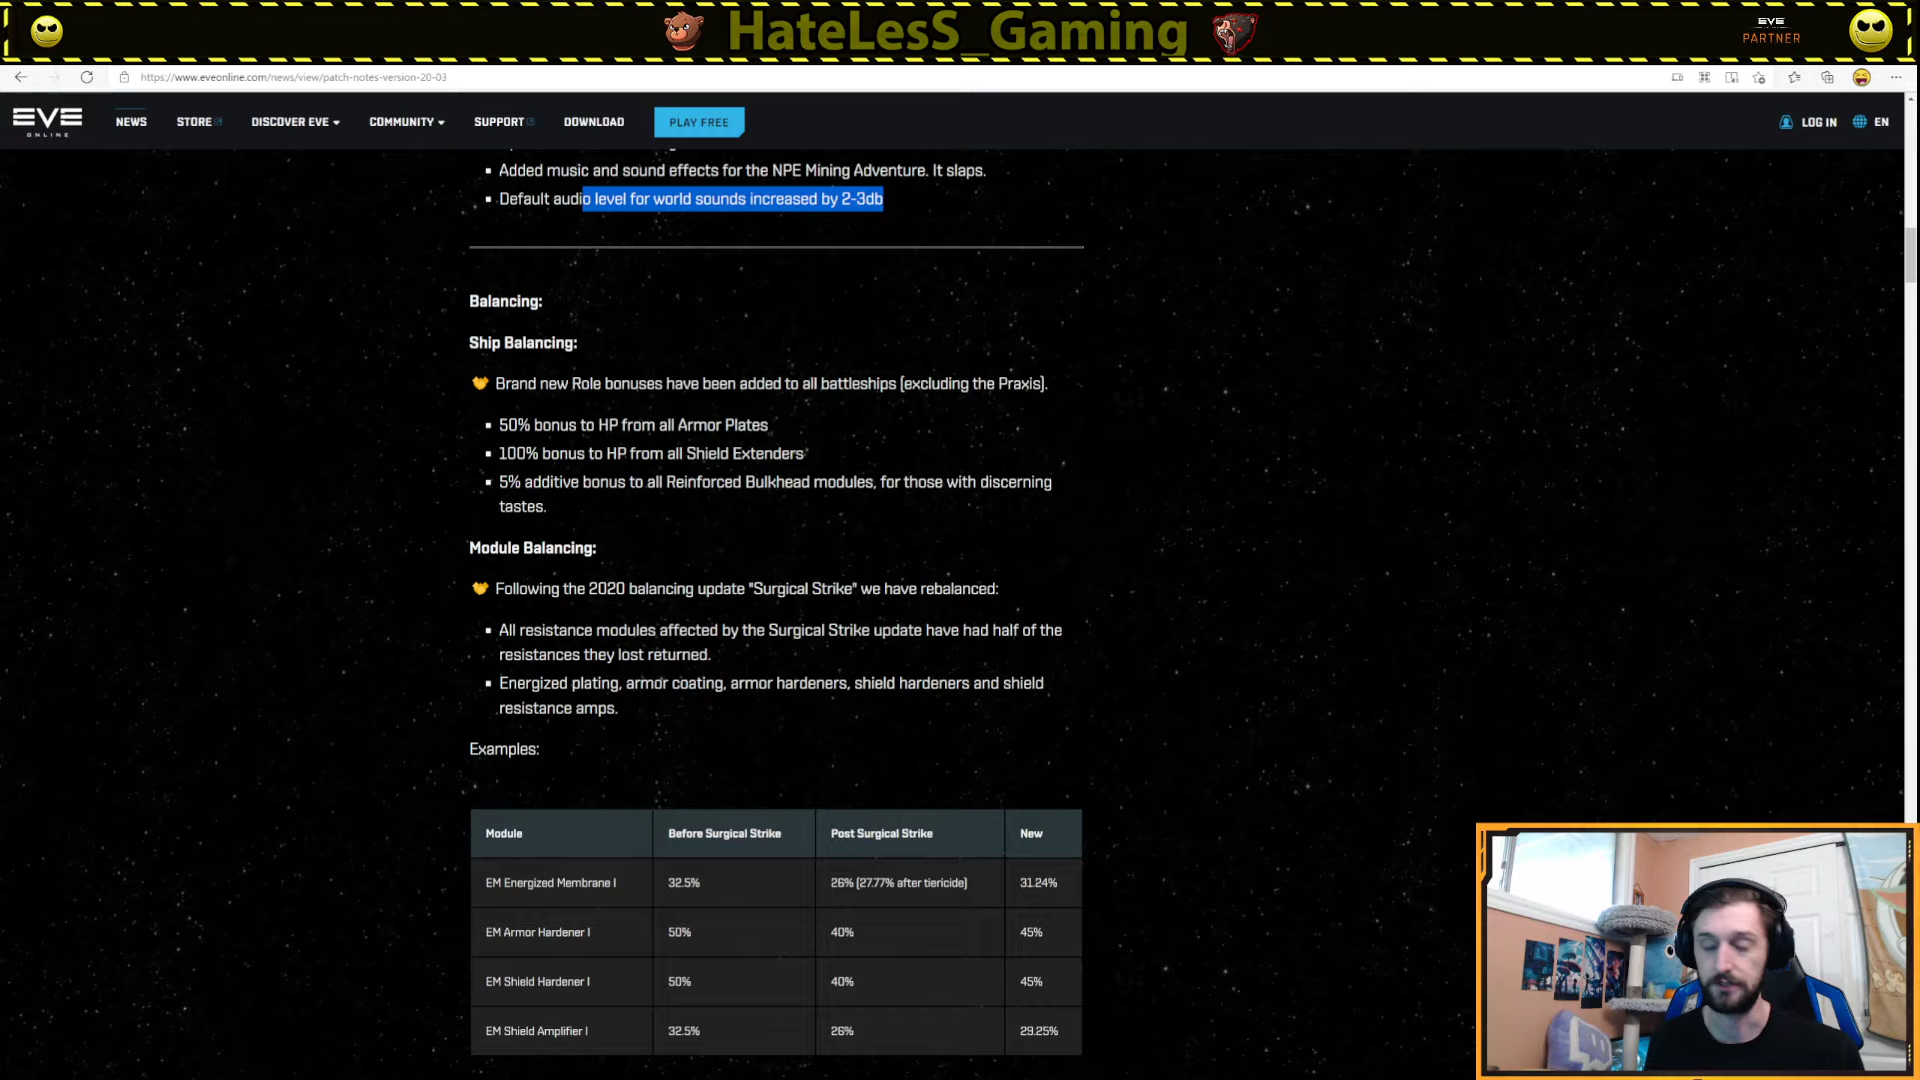 HateLesS_Gaming
EVE
PARTNER
https://www.eveonline.com/news/view/patch-notes-version-20-03
EVE
ONLINE
NEWS
STORE
DISCOVER EVE
COMMUNITY
SUPPORT
DOWNLOAD
PLAY FREE
LOG IN
EN
Added music and sound effects for the NPE Mining Adventure. It slaps.
Default audio level for world sounds increased by 2-3db
Balancing:
Ship Balancing:
Brand new Role bonuses have been added to all battleships (excluding the Praxis).
50% bonus to HP from all Armor Plates
100% bonus to HP from all Shield Extenders
5% additive bonus to all Reinforced Bulkhead modules, for those with discerning
tastes.
Module Balancing:
Following the 2020 balancing update "Surgical Strike" we have rebalanced:
All resistance modules affected by the Surgical Strike update have had half of the
resistances they lost returned.
Energized plating, armor coating, armor hardeners, shield hardeners and shield
resistance amps.
Examples:
Module Before Surgical Strike Post Surgical Strike New
EM Energized Membrane I 32.5% 26% (27.77% after tiericide) 31.24%
EM Armor Hardener I 50% 40% 45%
EM Shield Hardener I 50% 40% 45%
EM Shield Amplifier I 32.5% 26% 29.25%